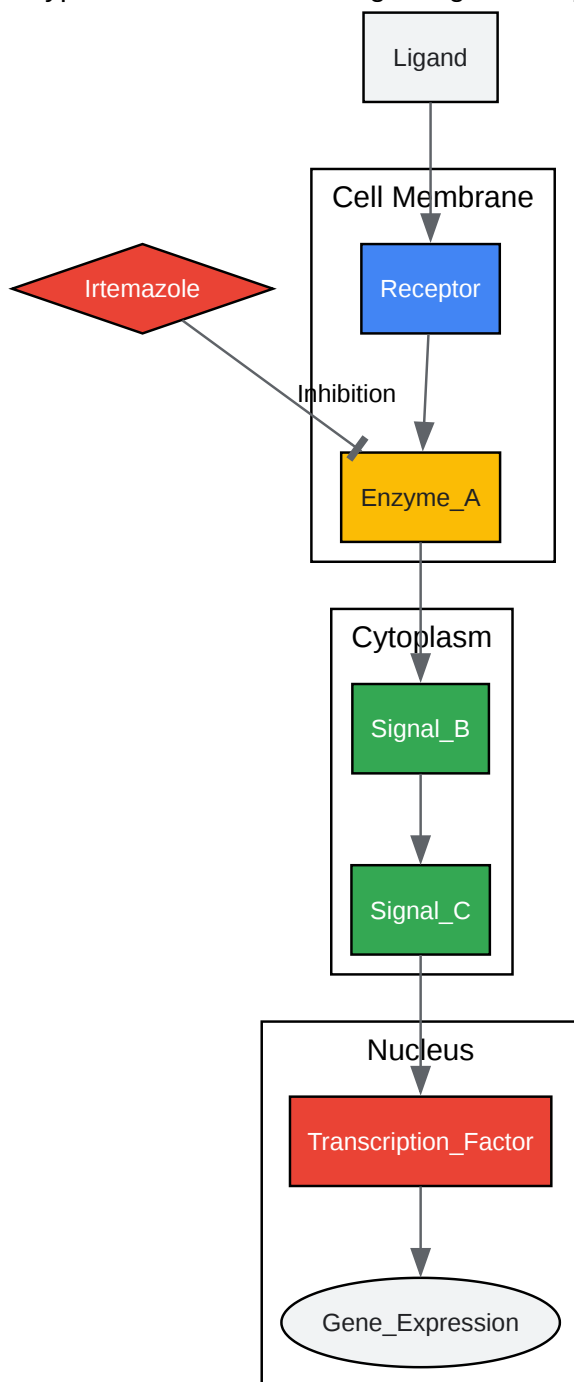 Ligand
Cell Membrane
Irtemazole
Receptor
Inhibition
Enzyme_A
Cytoplasm
Signal_B
Signal_C
Nucleus
Transcription_Factor
Gene_Expression